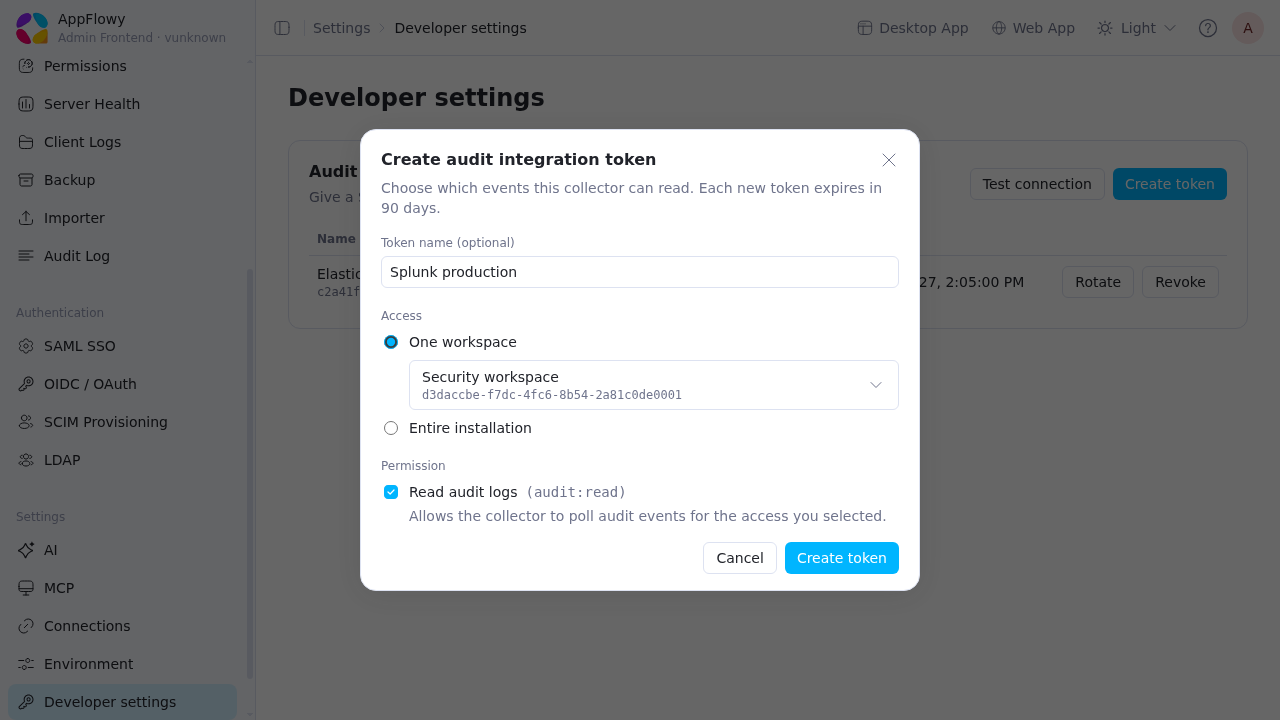 AppFlowy
Admin Frontend · vunknown
Permissions
Server Health
Client Logs
Backup
Importer
Audit Log
Authentication
SAML SSO
OIDC / OAuth
SCIM Provisioning
LDAP
Settings
AI
MCP
Connections
Environment
Developer settings
Settings
Developer settings
Desktop App
Web App
Light
A
Developer settings
Audit
Give a
Test connection
Create token
Name
Elastic
c2a41f
27, 2:05:00 PM
Rotate
Revoke
Create audit integration token
Choose which events this collector can read. Each new token expires in
90 days.
Token name (optional)
Splunk production
Access
One workspace
Security workspace
d3daccbe-f7dc-4fc6-8b54-2a81c0de0001
Entire installation
Permission
Read audit logs (audit:read)
Allows the collector to poll audit events for the access you selected.
Cancel
Create token